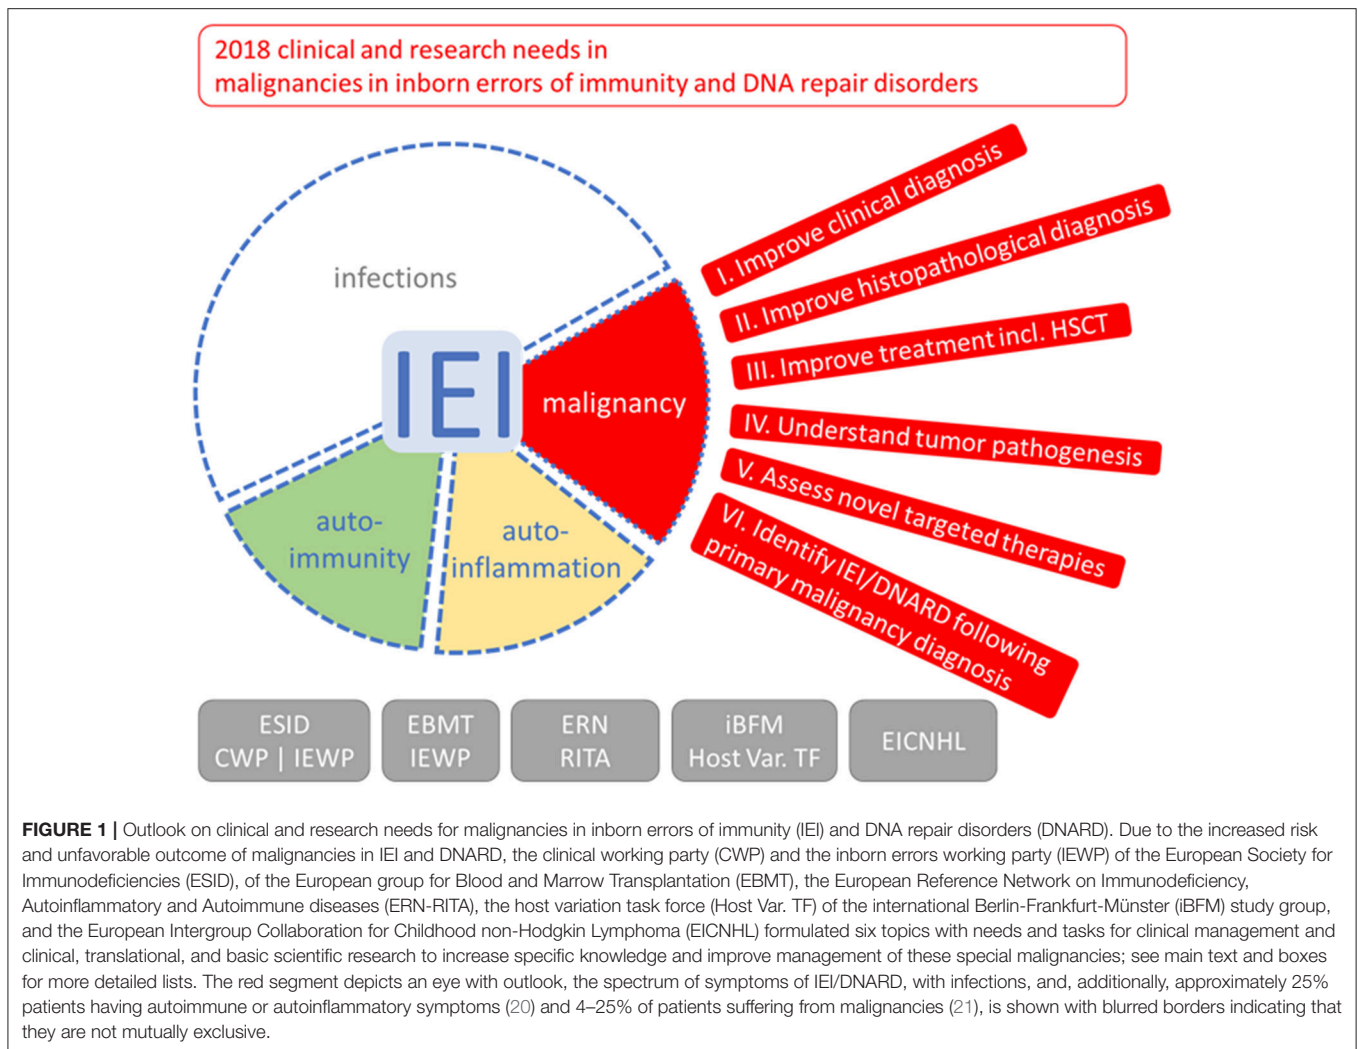 2018 clinical and research needs in
malignancies in inborn errors of immunity and DNA repair disorders
infections
IEI
malignancy
auto-
immunity
auto-
inflammation
I. Improve clinical diagnosis
II. Improve histopathological diagnosis
III. Improve treatment incl. HSCT
IV. Understand tumor pathogenesis
V. Assess novel targeted therapies
VI. Identify IEI/DNARD following
primary malignancy diagnosis
ESID
CWP | IEWP
EBMT
IEWP
ERN
RITA
iBFM
Host Var. TF
EICNHL
FIGURE 1 | Outlook on clinical and research needs for malignancies in inborn errors of immunity (IEI) and DNA repair disorders (DNARD). Due to the increased risk
and unfavorable outcome of malignancies in IEI and DNARD, the clinical working party (CWP) and the inborn errors working party (IEWP) of the European Society for
Immunodeficiencies (ESID), of the European group for Blood and Marrow Transplantation (EBMT), the European Reference Network on Immunodeficiency,
Autoinflammatory and Autoimmune diseases (ERN-RITA), the host variation task force (Host Var. TF) of the international Berlin-Frankfurt-Münster (iBFM) study group,
and the European Intergroup Collaboration for Childhood non-Hodgkin Lymphoma (EICNHL) formulated six topics with needs and tasks for clinical management and
clinical, translational, and basic scientific research to increase specific knowledge and improve management of these special malignancies; see main text and boxes
for more detailed lists. The red segment depicts an eye with outlook, the spectrum of symptoms of IEI/DNARD, with infections, and, additionally, approximately 25%
patients having autoimmune or autoinflammatory symptoms (20) and 4–25% of patients suffering from malignancies (21), is shown with blurred borders indicating that
they are not mutually exclusive.